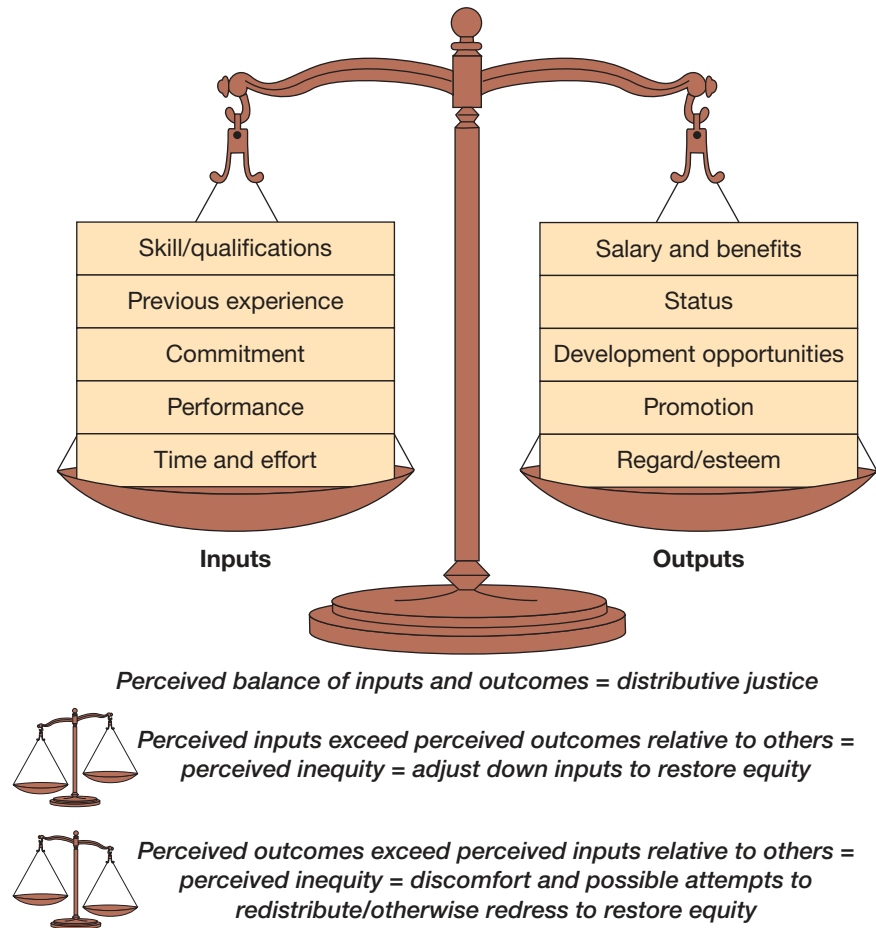 Skill/qualifications
Previous experience
Commitment
Performance
Time and effort
Inputs
Salary and benefits
Status
Development opportunities
Promotion
Regard/esteem
Outputs
Perceived balance of inputs and outcomes = distributive justice
Perceived inputs exceed perceived outcomes relative to others =
perceived inequity = adjust down inputs to restore equity
Perceived outcomes exceed perceived inputs relative to others =
perceived inequity = discomfort and possible attempts to
redistribute/otherwise redress to restore equity